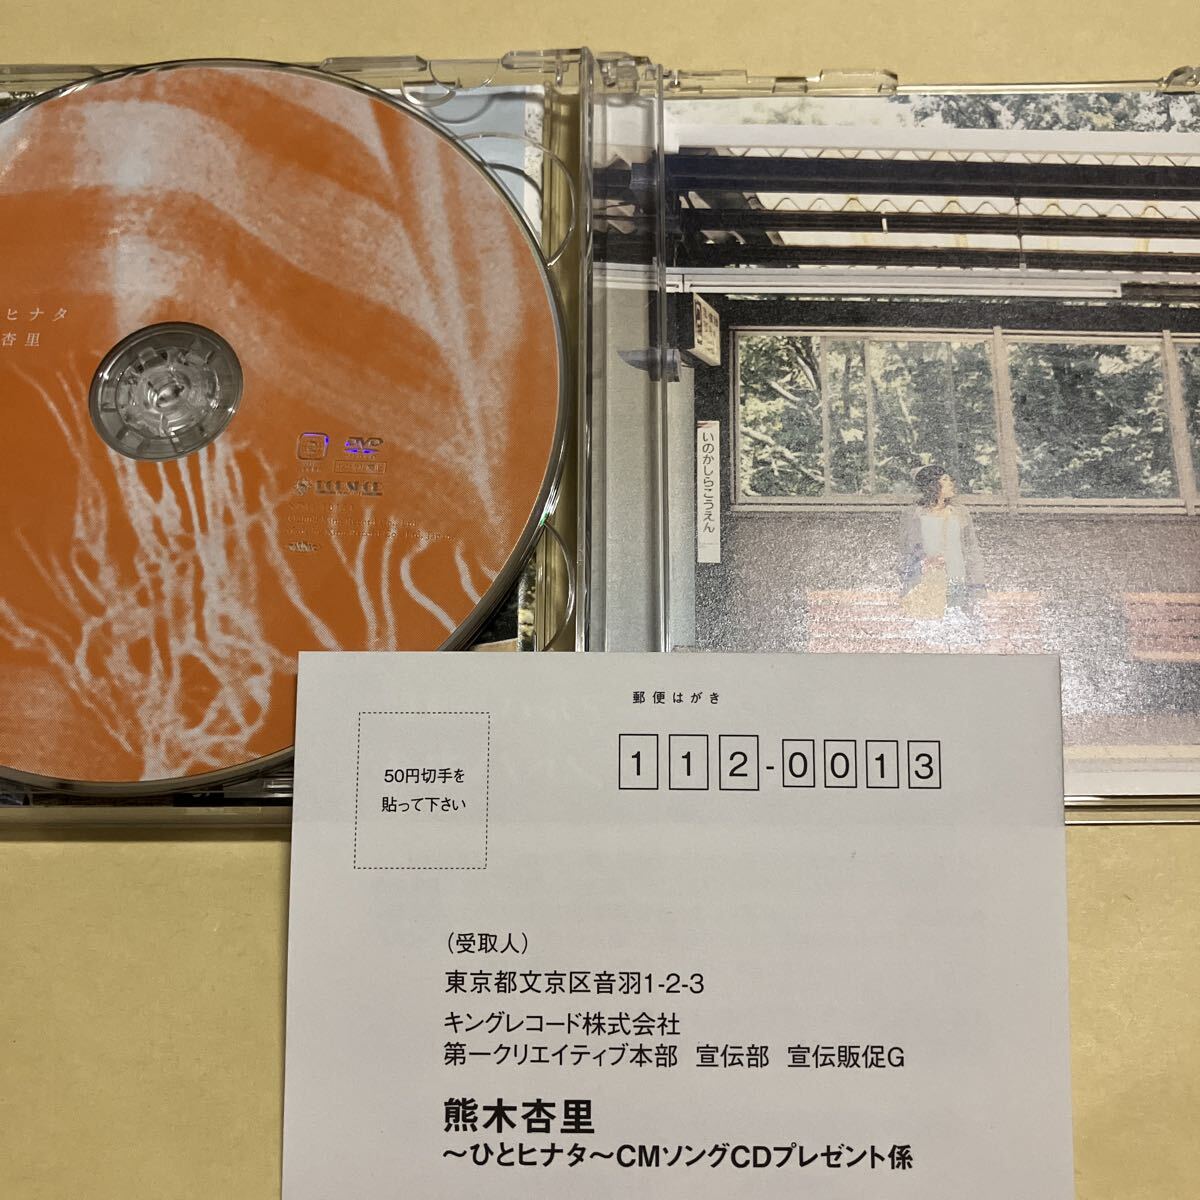 ヒナタ
杏里
DVD
いのかしらこうえん
郵便はがき
50円切手を
貼って下さい
112-0013
（受取人）
東京都文京区音羽1-2-3
キングレコード株式会社
第一クリエイティブ本部 宣伝部 宣伝販促G
熊木杏里
～ひとヒナタ～CMソングCDプレゼント係